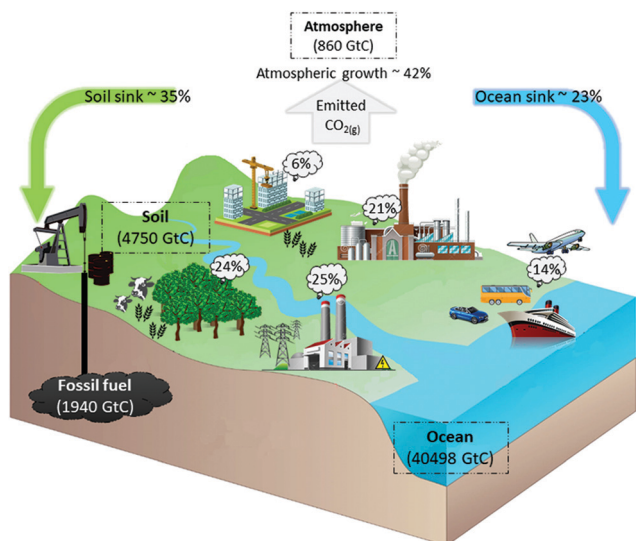 Atmosphere
(860 GtC)
Atmospheric growth ~ 42%
Soil sink ~ 35%
Emitted
CO₂(g)
Ocean sink ~ 23%
6%
21%
Soil
(4750 GtC)
24%
25%
14%
Fossil fuel
(1940 GtC)
Ocean
(40498 GtC)